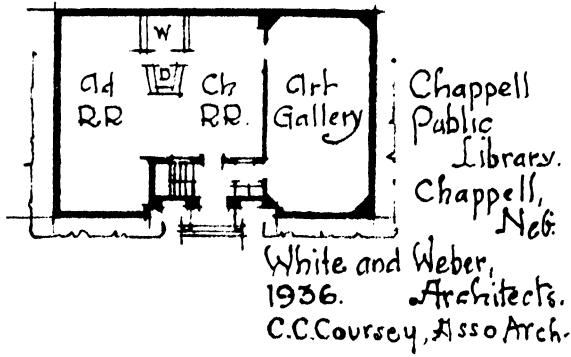 W
D
Ad
RR
Ch
RR.
Art
Gallery
Chappell
Public
Library.
Chappell,
Neb.
White and Weber,
1936. Architects.
C.C.Coursey, Asso Arch.